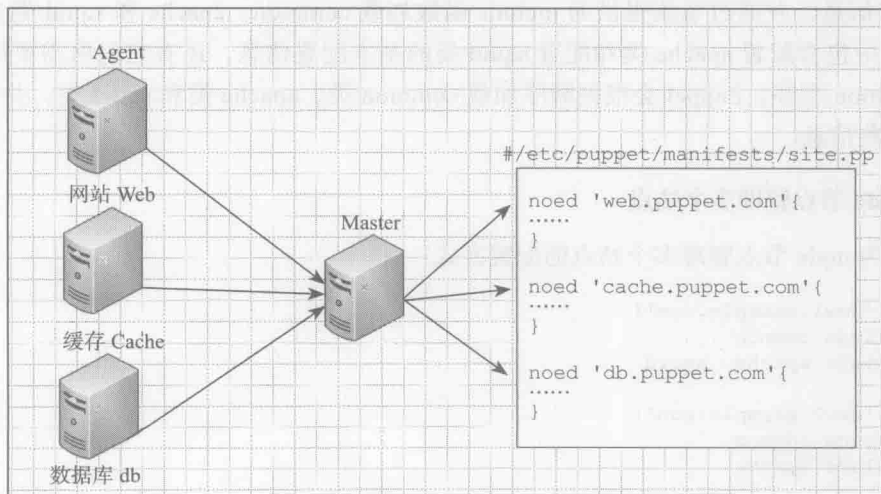 Agent
网站 Web
缓存 Cache
数据库 db
Master
#/etc/puppet/manifests/site.pp
noed 'web.puppet.com'{
……
}
noed 'cache.puppet.com'{
……
}
noed 'db.puppet.com'{
……
}